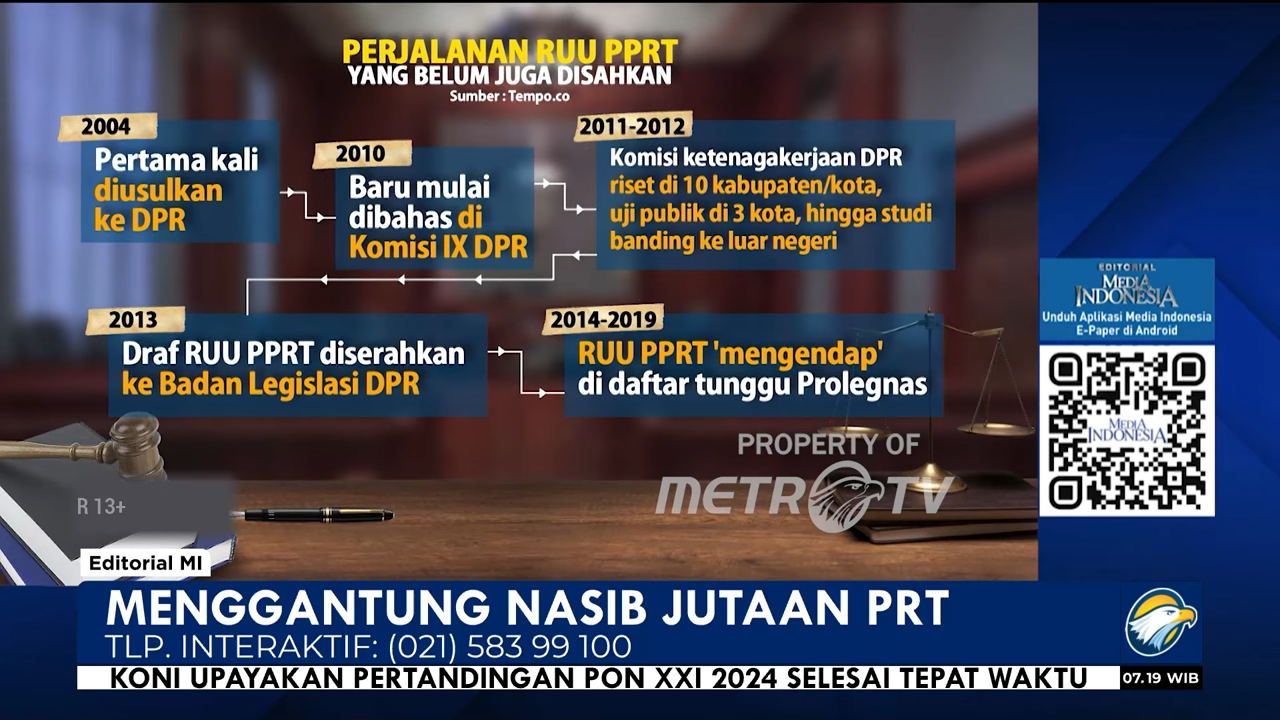 PERJALANAN RUU PPRT
YANG BELUM JUGA DISAHKAN
Sumber : Tempo.co
2004
Pertama kali
diusulkan
ke DPR
2010
Baru mulai
dibahas di
Komisi IX DPR
2011-2012
Komisi ketenagakerjaan DPR
riset di 10 kabupaten/kota,
uji publik di 3 kota, hingga studi
banding ke luar negeri
2013
Draf RUU PPRT diserahkan
ke Badan Legislasi DPR
2014-2019
RUU PPRT 'mengendap'
di daftar tunggu Prolegnas
EDITORIAL
MEDIA
INDONESIA
Unduh Aplikasi Media Indonesia
E-Paper di Android
MEDIA
INDONESIA
PROPERTY OF
METRO TV
R 13+
Editorial MI
MENGGANTUNG NASIB JUTAAN PRT
TLP. INTERAKTIF: (021) 583 99 100
KONI UPAYAKAN PERTANDINGAN PON XXI 2024 SELESAI TEPAT WAKTU
07.19 WIB